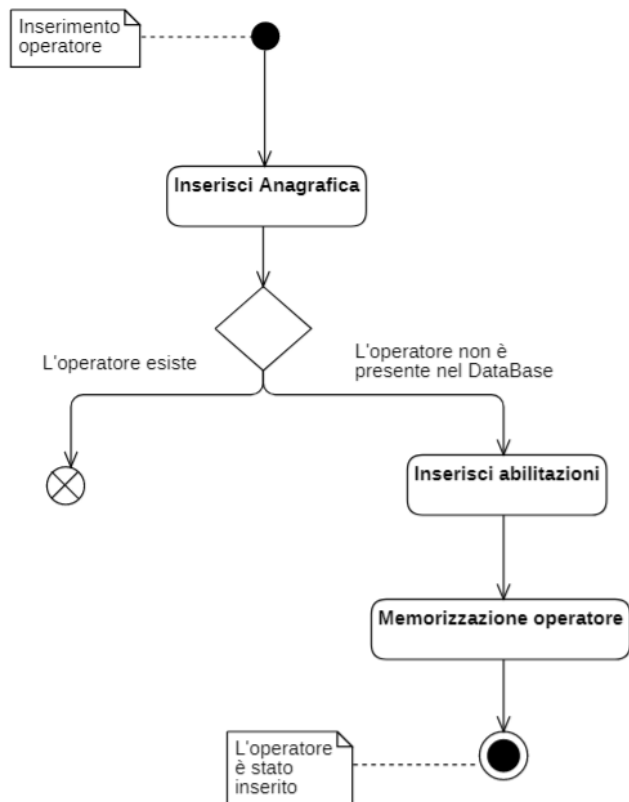 Inserimento
operatore
Inserisci Anagrafica
L'operatore esiste
L'operatore non è
presente nel DataBase
Inserisci abilitazioni
Memorizzazione operatore
L'operatore
è stato
inserito